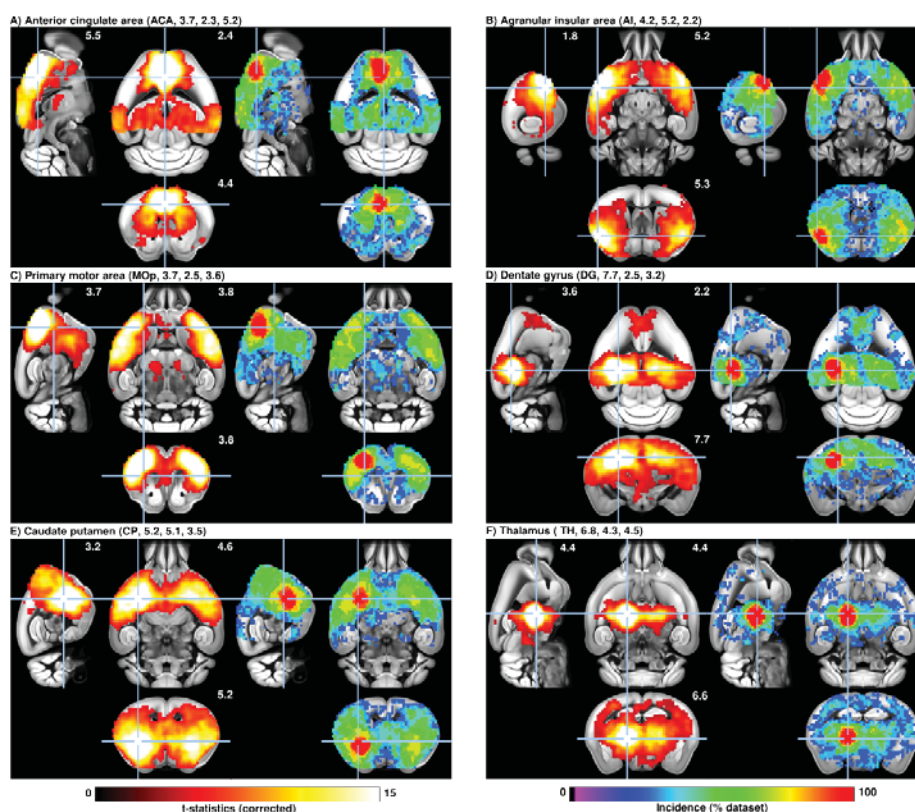 A) Anterior cingulate area (ACA, 3.7, 2.3, 5.2)
5.5
2.4
4.4
B) Agranular insular area (AI, 4.2, 5.2, 2.2)
1.8
5.2
5.3
C) Primary motor area (MOp, 3.7, 2.5, 3.6)
3.7
3.8
3.8
D) Dentate gyrus (DG, 7.7, 2.5, 3.2)
3.6
2.2
7.7
E) Caudate putamen (CP, 5.2, 5.1, 3.5)
3.2
4.6
5.2
F) Thalamus ( TH, 6.8, 4.3, 4.5)
4.4
4.4
6.6
0 15
t-statistics (corrected)
0 100
Incidence (% dataset)